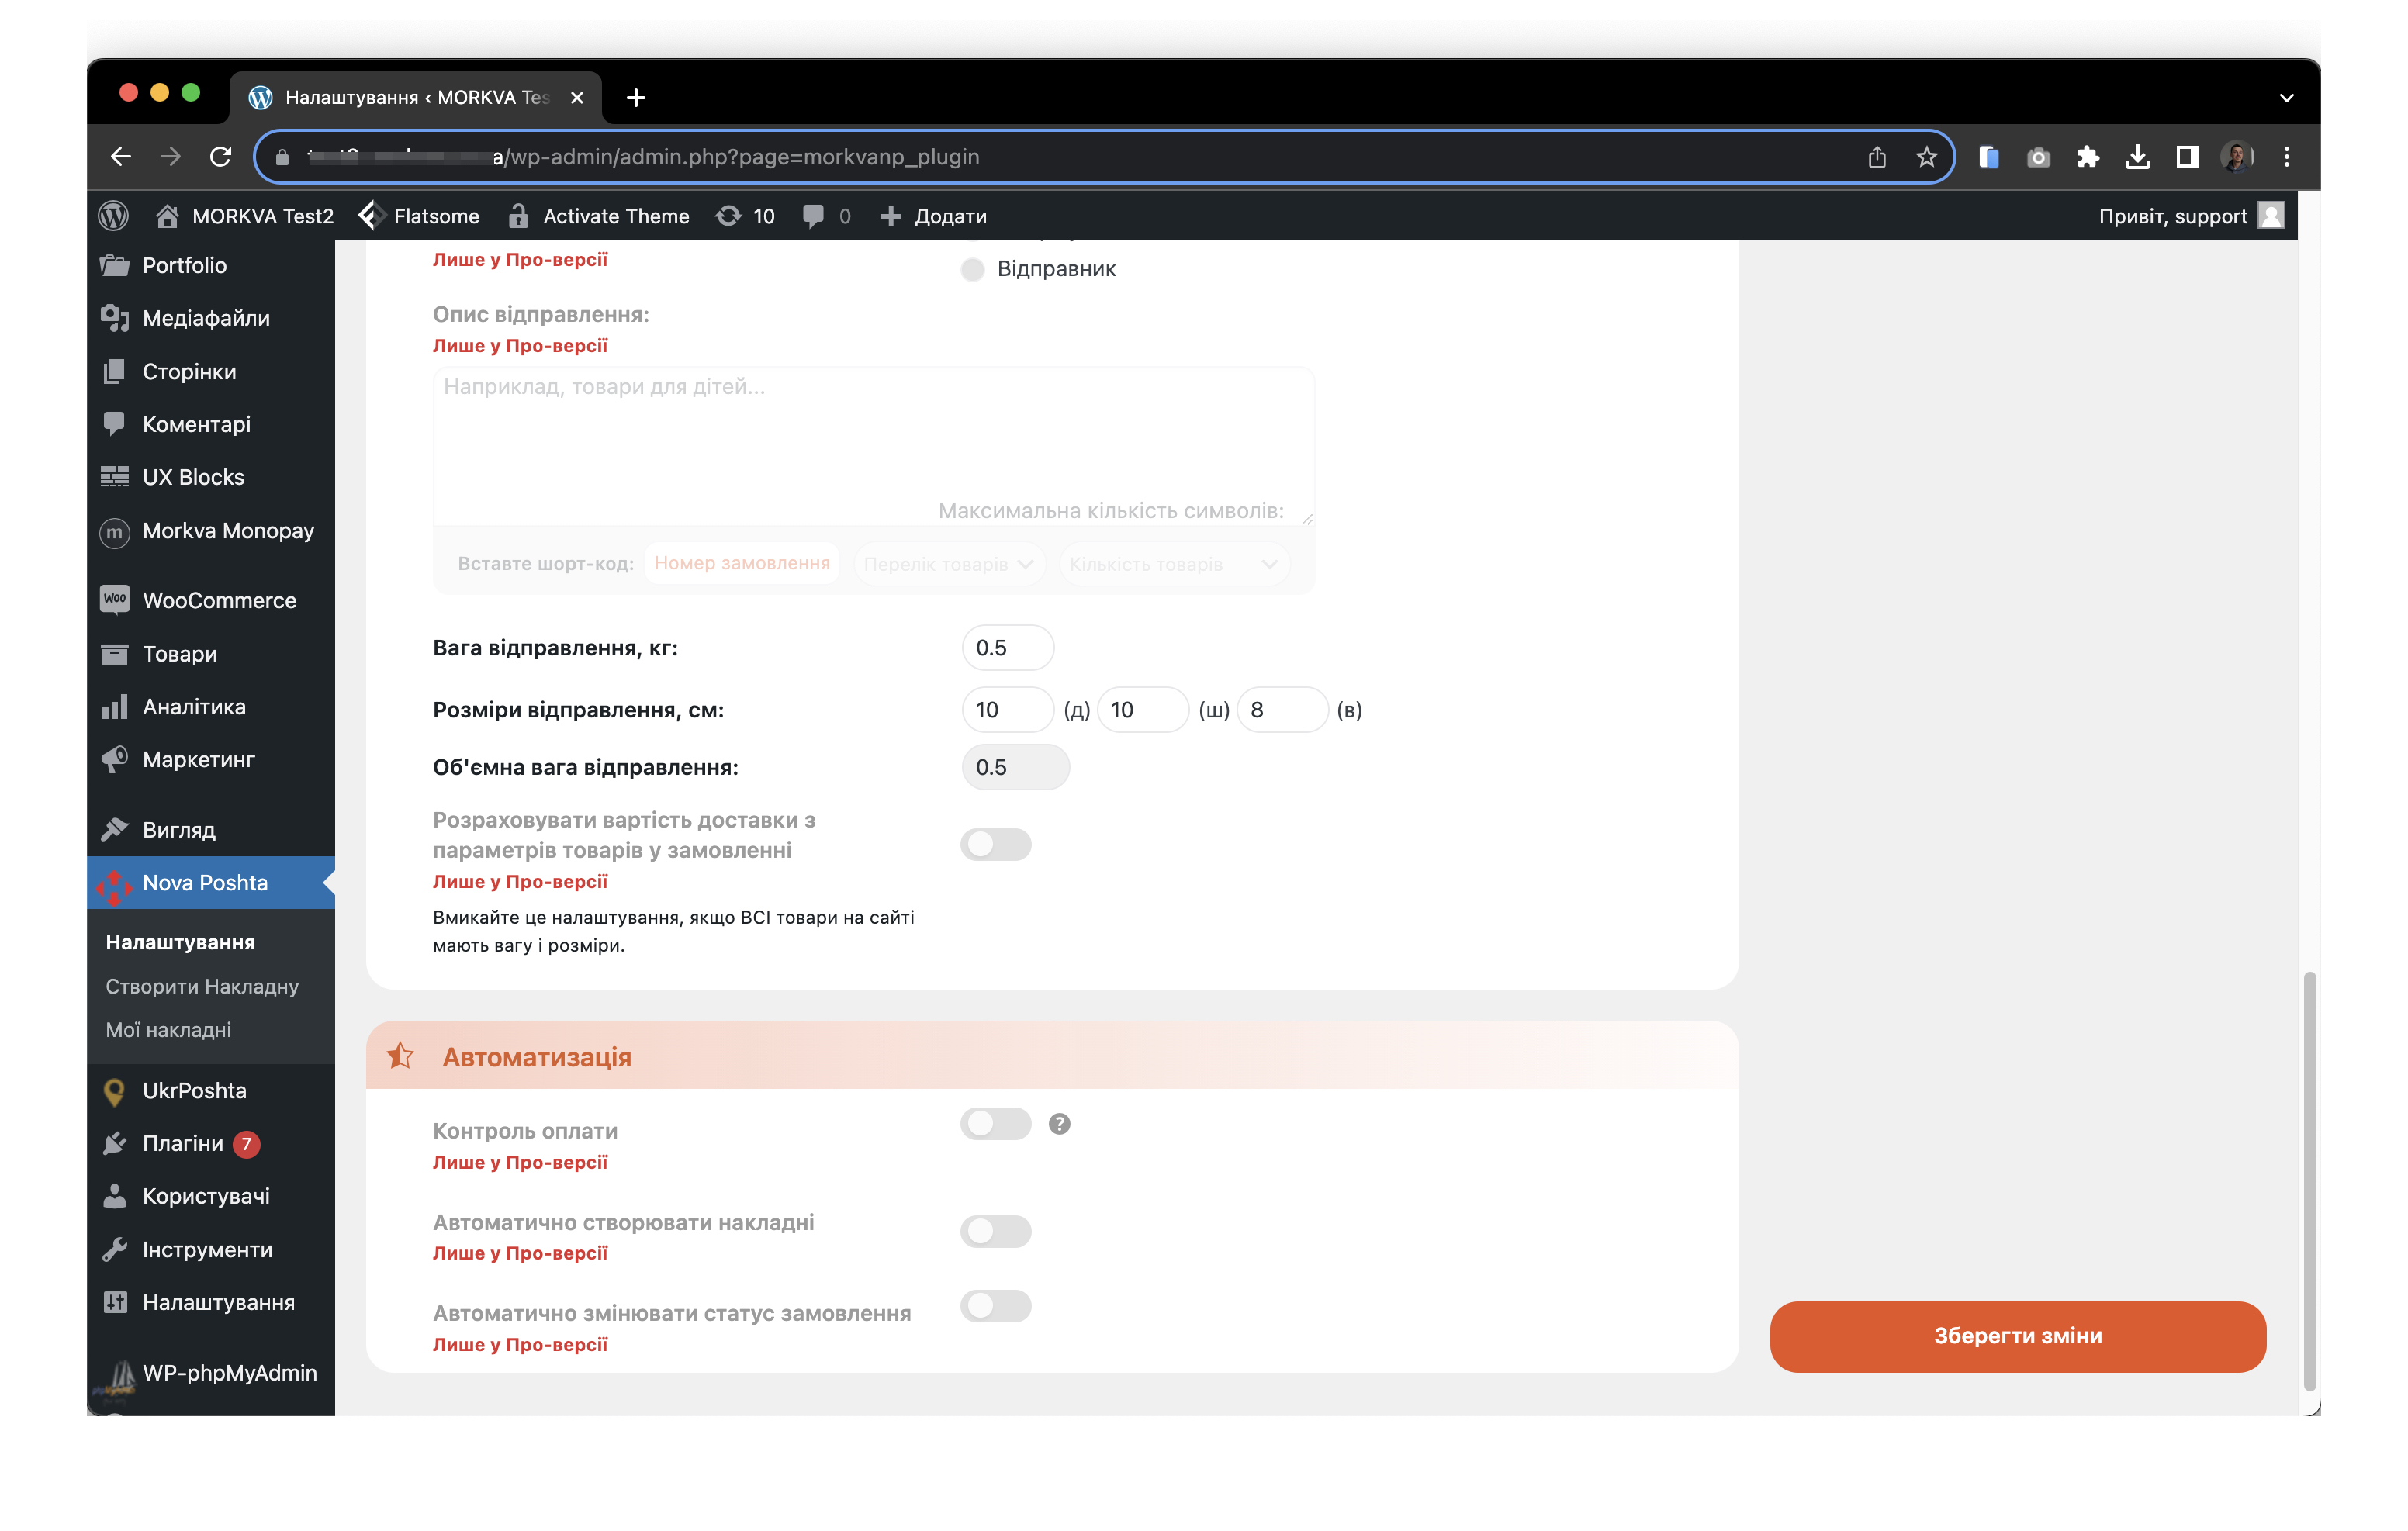 Налаштування ‹ MORKVA Tes
a/wp-admin/admin.php?page=morkvanp_plugin
MORKVA Test2
Flatsome
Activate Theme
10
0
Додати
Привіт, support
Portfolio
Медіафайли
Сторінки
Коментарі
UX Blocks
m
Morkva Monopay
Woo
WooCommerce
Товари
Аналітика
Маркетинг
Вигляд
Nova Poshta
Налаштування
Створити Накладну
Мої накладні
UkrPoshta
Плагіни 7
Користувачі
Інструменти
Налаштування
WP-phpMyAdmin
Лише у Про-версії
Відправник
Опис відправлення:
Лише у Про-версії
Наприклад, товари для дітей...
Максимальна кількість символів:
Вставте шорт-код: Номер замовлення Перелік товарів Кількість товарів
Вага відправлення, кг: 0.5
Розміри відправлення, см: 10 (д) 10 (ш) 8 (в)
Об'ємна вага відправлення: 0.5
Розраховувати вартість доставки з
параметрів товарів у замовленні
Лише у Про-версії
Вмикайте це налаштування, якщо ВСІ товари на сайті
мають вагу і розміри.
Автоматизація
Контроль оплати
?
Лише у Про-версії
Автоматично створювати накладні
Лише у Про-версії
Автоматично змінювати статус замовлення
Лише у Про-версії
Зберегти зміни